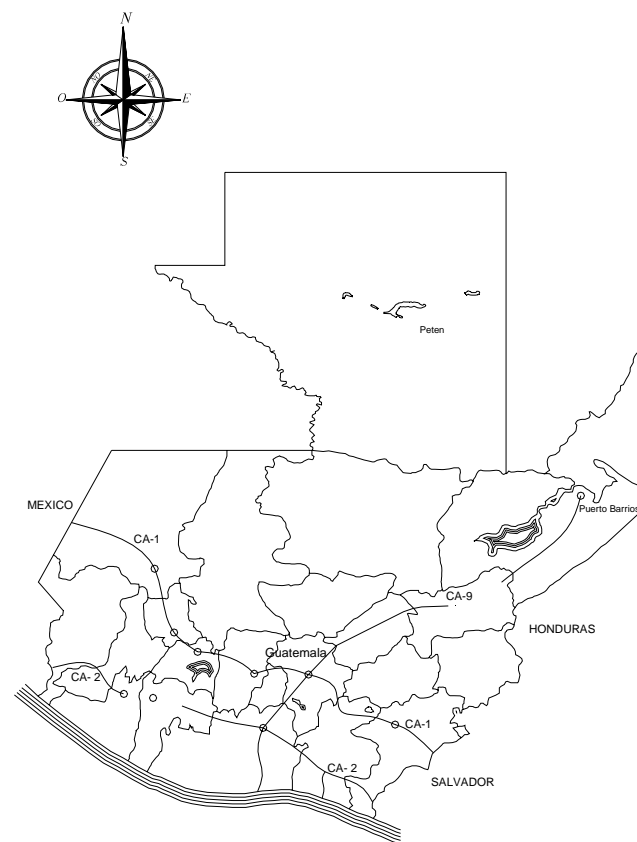 N
O
E
S
Peten
MEXICO
Puerto Barrios
CA-1
CA-9
HONDURAS
Guatemala
CA- 2
CA-1
CA- 2
SALVADOR